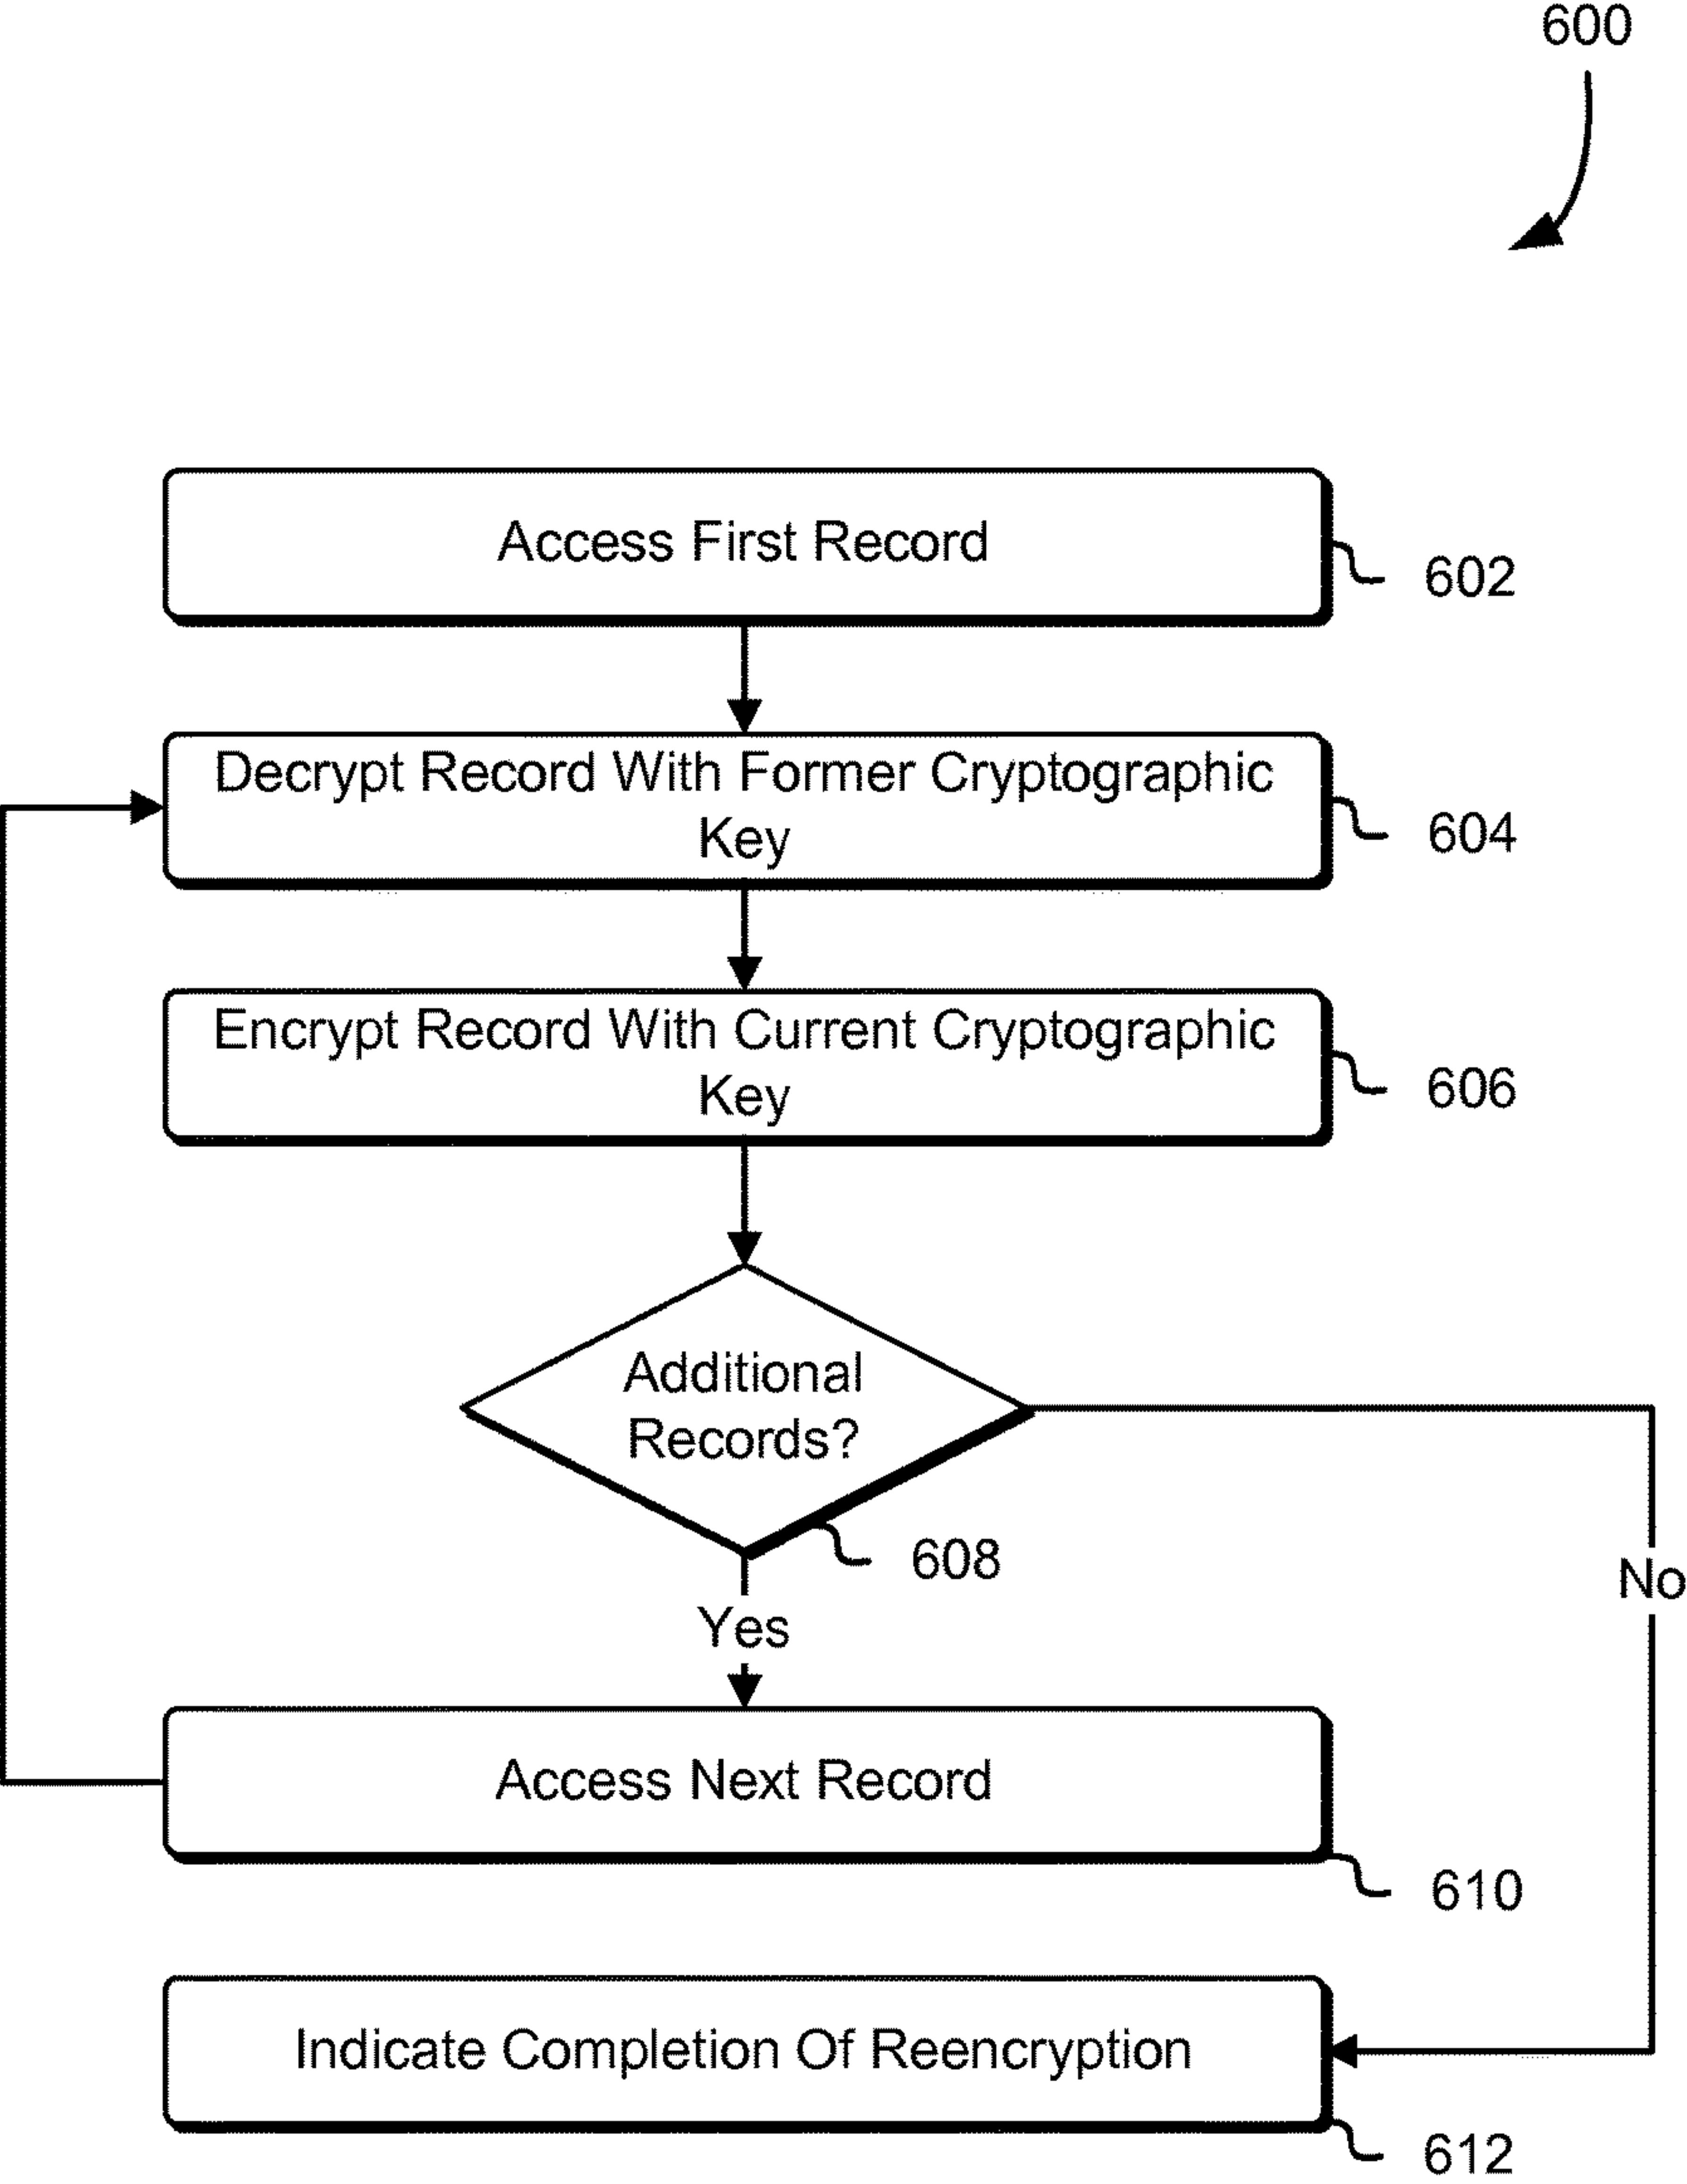 600
Access First Record
602
Decrypt Record With Former Cryptographic
Key
604
Encrypt Record With Current Cryptographic
Key
606
Additional
Records?
608
Yes
No
Access Next Record
610
Indicate Completion Of Reencryption
612